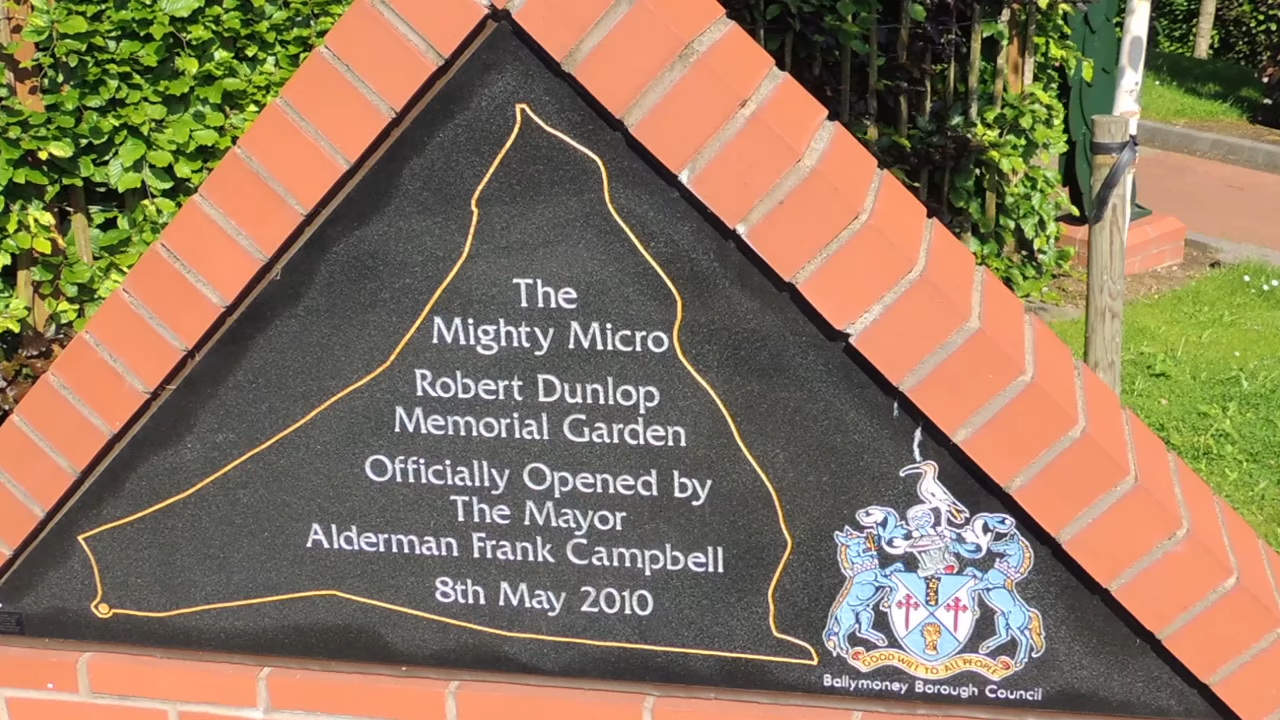 The
Mighty Micro
Robert Dunlop
Memorial Garden
Officially Opened by
The Mayor
Alderman Frank Campbell
8th May 2010
GOOD WILL TO ALL PEOPLE
Ballymoney Borough Council